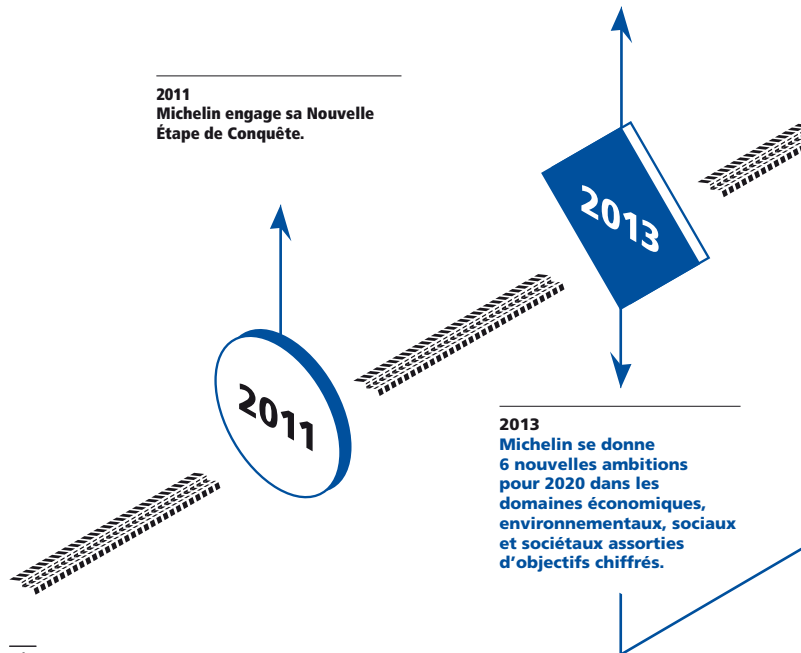 2011
Michelin engage sa Nouvelle
Étape de Conquête.
2013
2011
2013
Michelin se donne
6 nouvelles ambitions
pour 2020 dans les
domaines économiques,
environnementaux, sociaux
et sociétaux assorties
d’objectifs chiffrés.